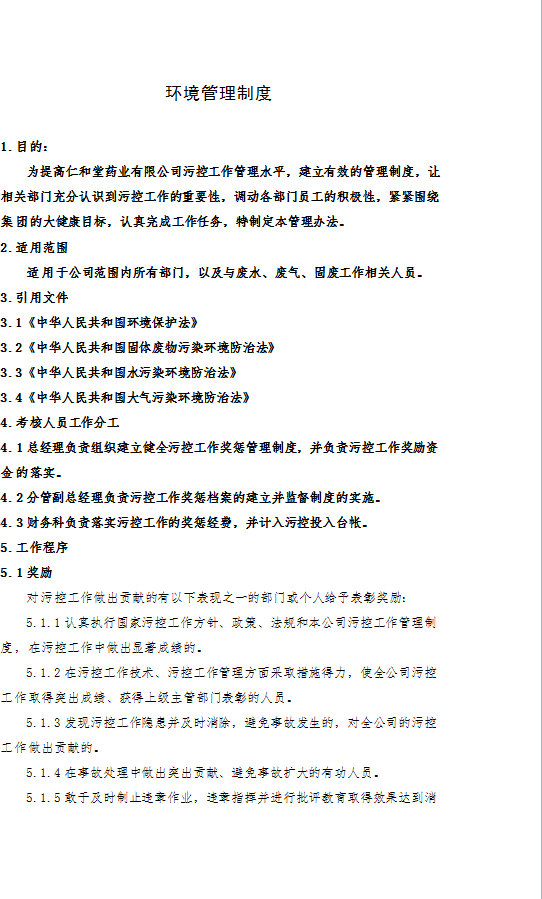 环境管理制度
1.目的：
为提高仁和堂药业有限公司污控工作管理水平，建立有效的管理制度，让
相关部门充分认识到污控工作的重要性，调动各部门员工的积极性，紧紧围绕
集团的大健康目标，认真完成工作任务，特制定本管理办法。
2.适用范围
适用于公司范围内所有部门，以及与废水、废气、固废工作相关人员。
3.引用文件
3.1《中华人民共和国环境保护法》
3.2《中华人民共和国固体废物污染环境防治法》
3.3《中华人民共和国水污染环境防治法》
3.4《中华人民共和国大气污染环境防治法》
4.考核人员工作分工
4.1总经理负责组织建立健全污控工作奖惩管理制度，并负责污控工作奖励资
金的落实。
4.2分管副总经理负责污控工作奖惩档案的建立并监督制度的实施。
4.3财务科负责落实污控工作的奖惩经费，并计入污控投入台帐。
5.工作程序
5.1奖励
对污控工作做出贡献的有以下表现之一的部门或个人给予表彰奖励：
5.1.1认真执行国家污控工作方针、政策、法规和本公司污控工作管理制
度，在污控工作中做出显著成绩的。
5.1.2在污控工作技术、污控工作管理方面采取措施得力，使全公司污控
工作取得突出成绩、获得上级主管部门表彰的人员。
5.1.3发现污控工作隐患并及时消除，避免事故发生的，对全公司的污控
工作做出贡献的。
5.1.4在事故处理中做出突出贡献、避免事故扩大的有功人员。
5.1.5敢于及时制止违章作业，违章指挥并进行批评教育取得效果达到消